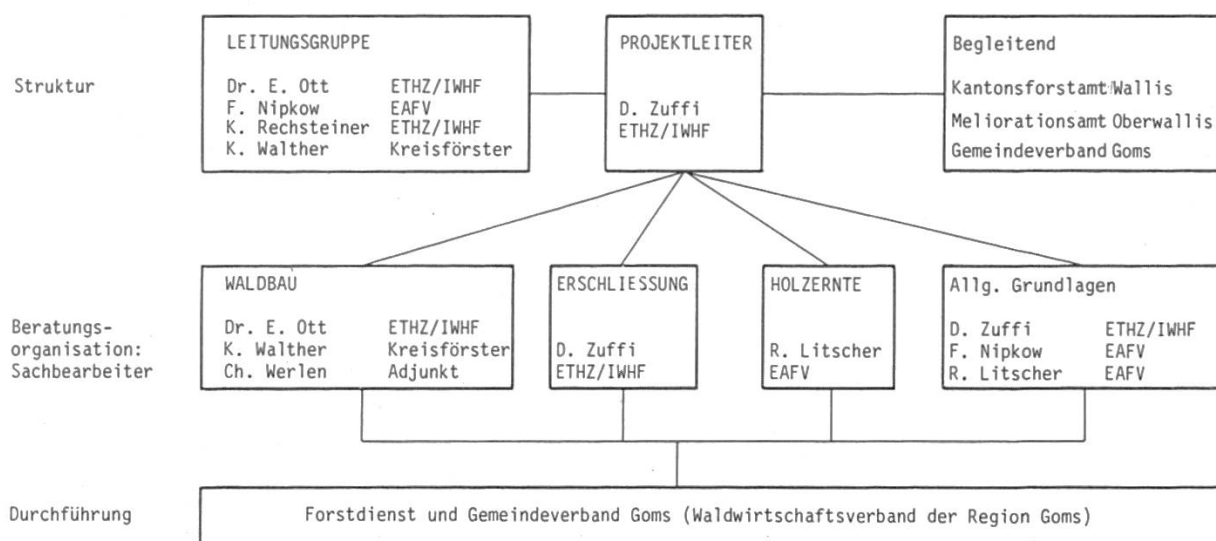 Struktur
LEITUNGSGRUPPE
Dr. E. Ott ETHZ/IWHF
F. Nipkow EAFV
K. Rechsteiner ETHZ/IWHF
K. Walther Kreisförster
PROJEKTLEITER
D. Zuffi
ETHZ/IWHF
Begleitend
Kantonsforstamt Wallis
Meliorationsamt Oberwallis
Gemeindeverband Goms
Beratungs-
organisation:
Sachbearbeiter
WALDBAU
Dr. E. Ott ETHZ/IWHF
K. Walther Kreisförster
Ch. Werlen Adjunkt
ERSCHLIESSUNG
D. Zuffi
ETHZ/IWHF
HOLZERNTE
R. Litscher
EAFV
Allg. Grundlagen
D. Zuffi ETHZ/IWHF
F. Nipkow EAFV
R. Litscher EAFV
Durchführung
Forstdienst und Gemeindeverband Goms (Waldwirtschaftsverband der Region Goms)